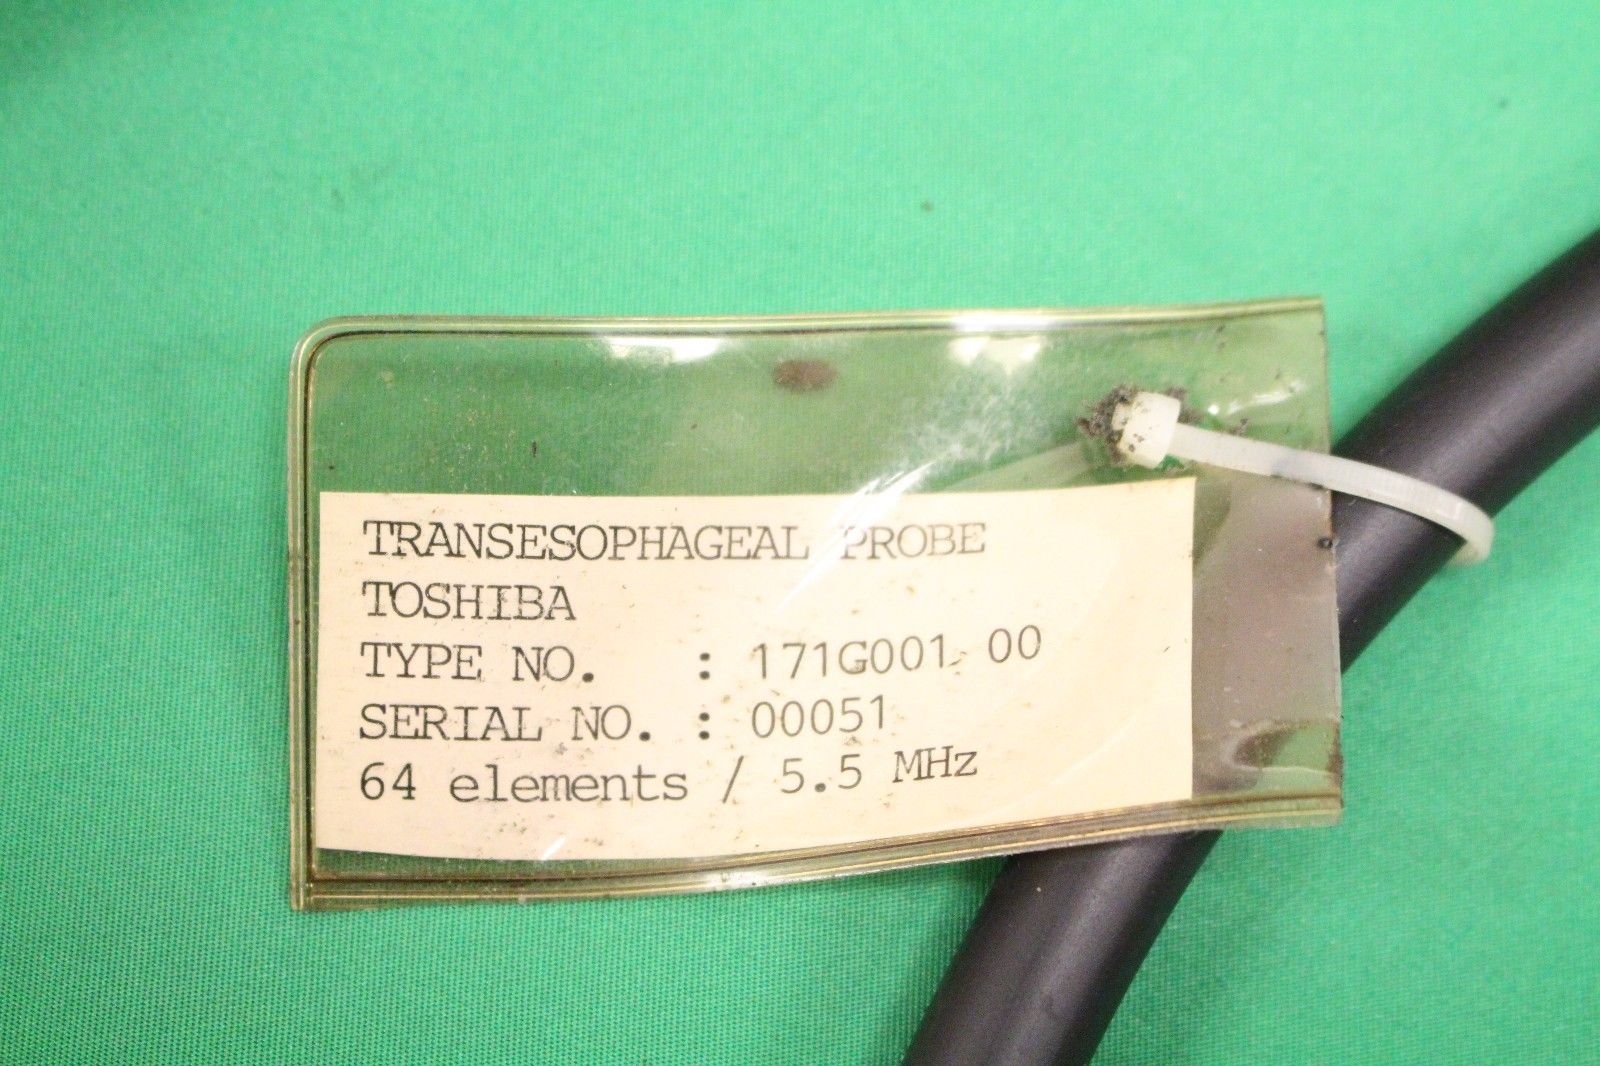 TRANSESOPHAGEAL PROBE
TOSHIBA
TYPE NO. : 171G001 00
SERIAL NO. : 00051
64 elements / 5.5 MHz